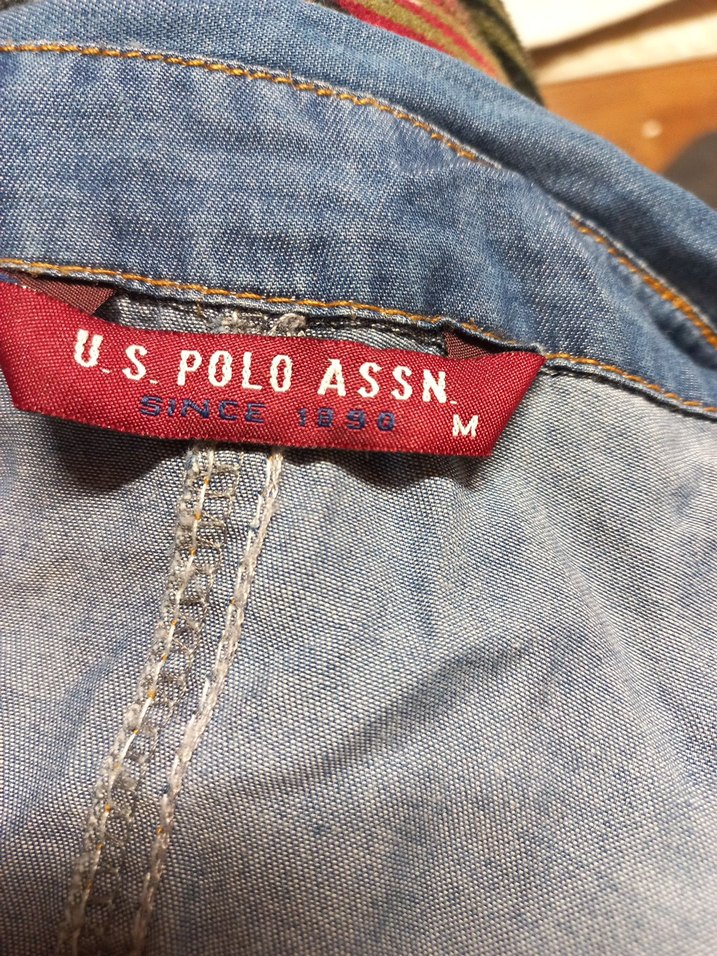 U.S. POLO ASSN.
SINCE 1890
M